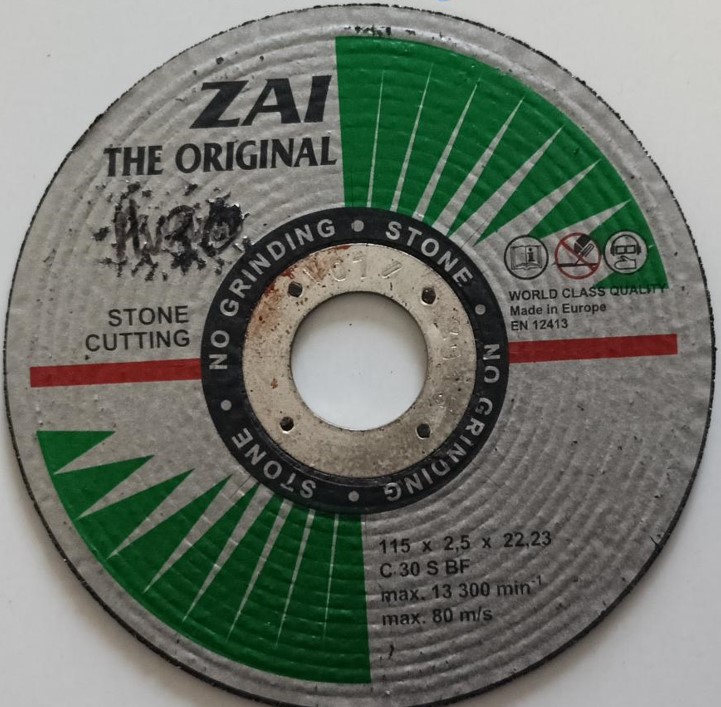 ZAI
THE ORIGINAL
STONE
CUTTING
NO GRINDING • STONE • NO GRINDING • STONE •
WORLD CLASS QUALITY
Made in Europe
EN 12413
115 x 2,5 x 22,23
C 30 S BF
max. 13 300 min⁻¹
max. 80 m/s